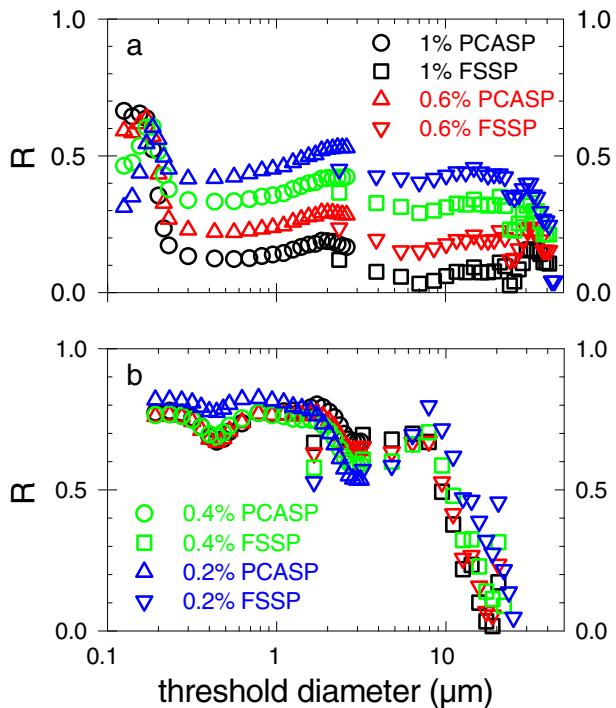 1.0
1.0
a
1% PCASP
1% FSSP
0.6% PCASP
0.6% FSSP
R
0.5
0.5
0.0
0.0
1.0
1.0
b
R
0.5
0.5
0.4% PCASP
0.4% FSSP
0.2% PCASP
0.2% FSSP
0.0
0.0
0.1
1
10
threshold diameter (μm)